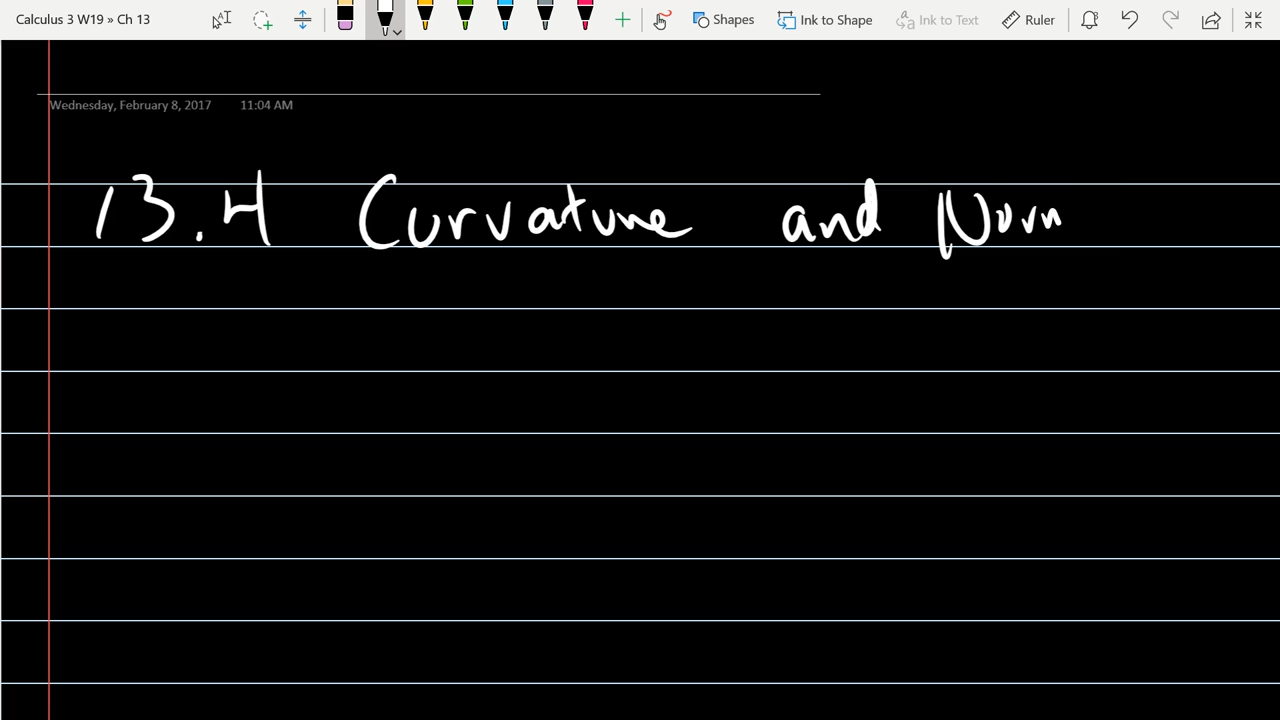 Calculus 3 W19 » Ch 13
Shapes
Ink to Shape
Ink to Text
Ruler
Wednesday, February 8, 2017 11:04 AM
13.4 Curvature and Norm